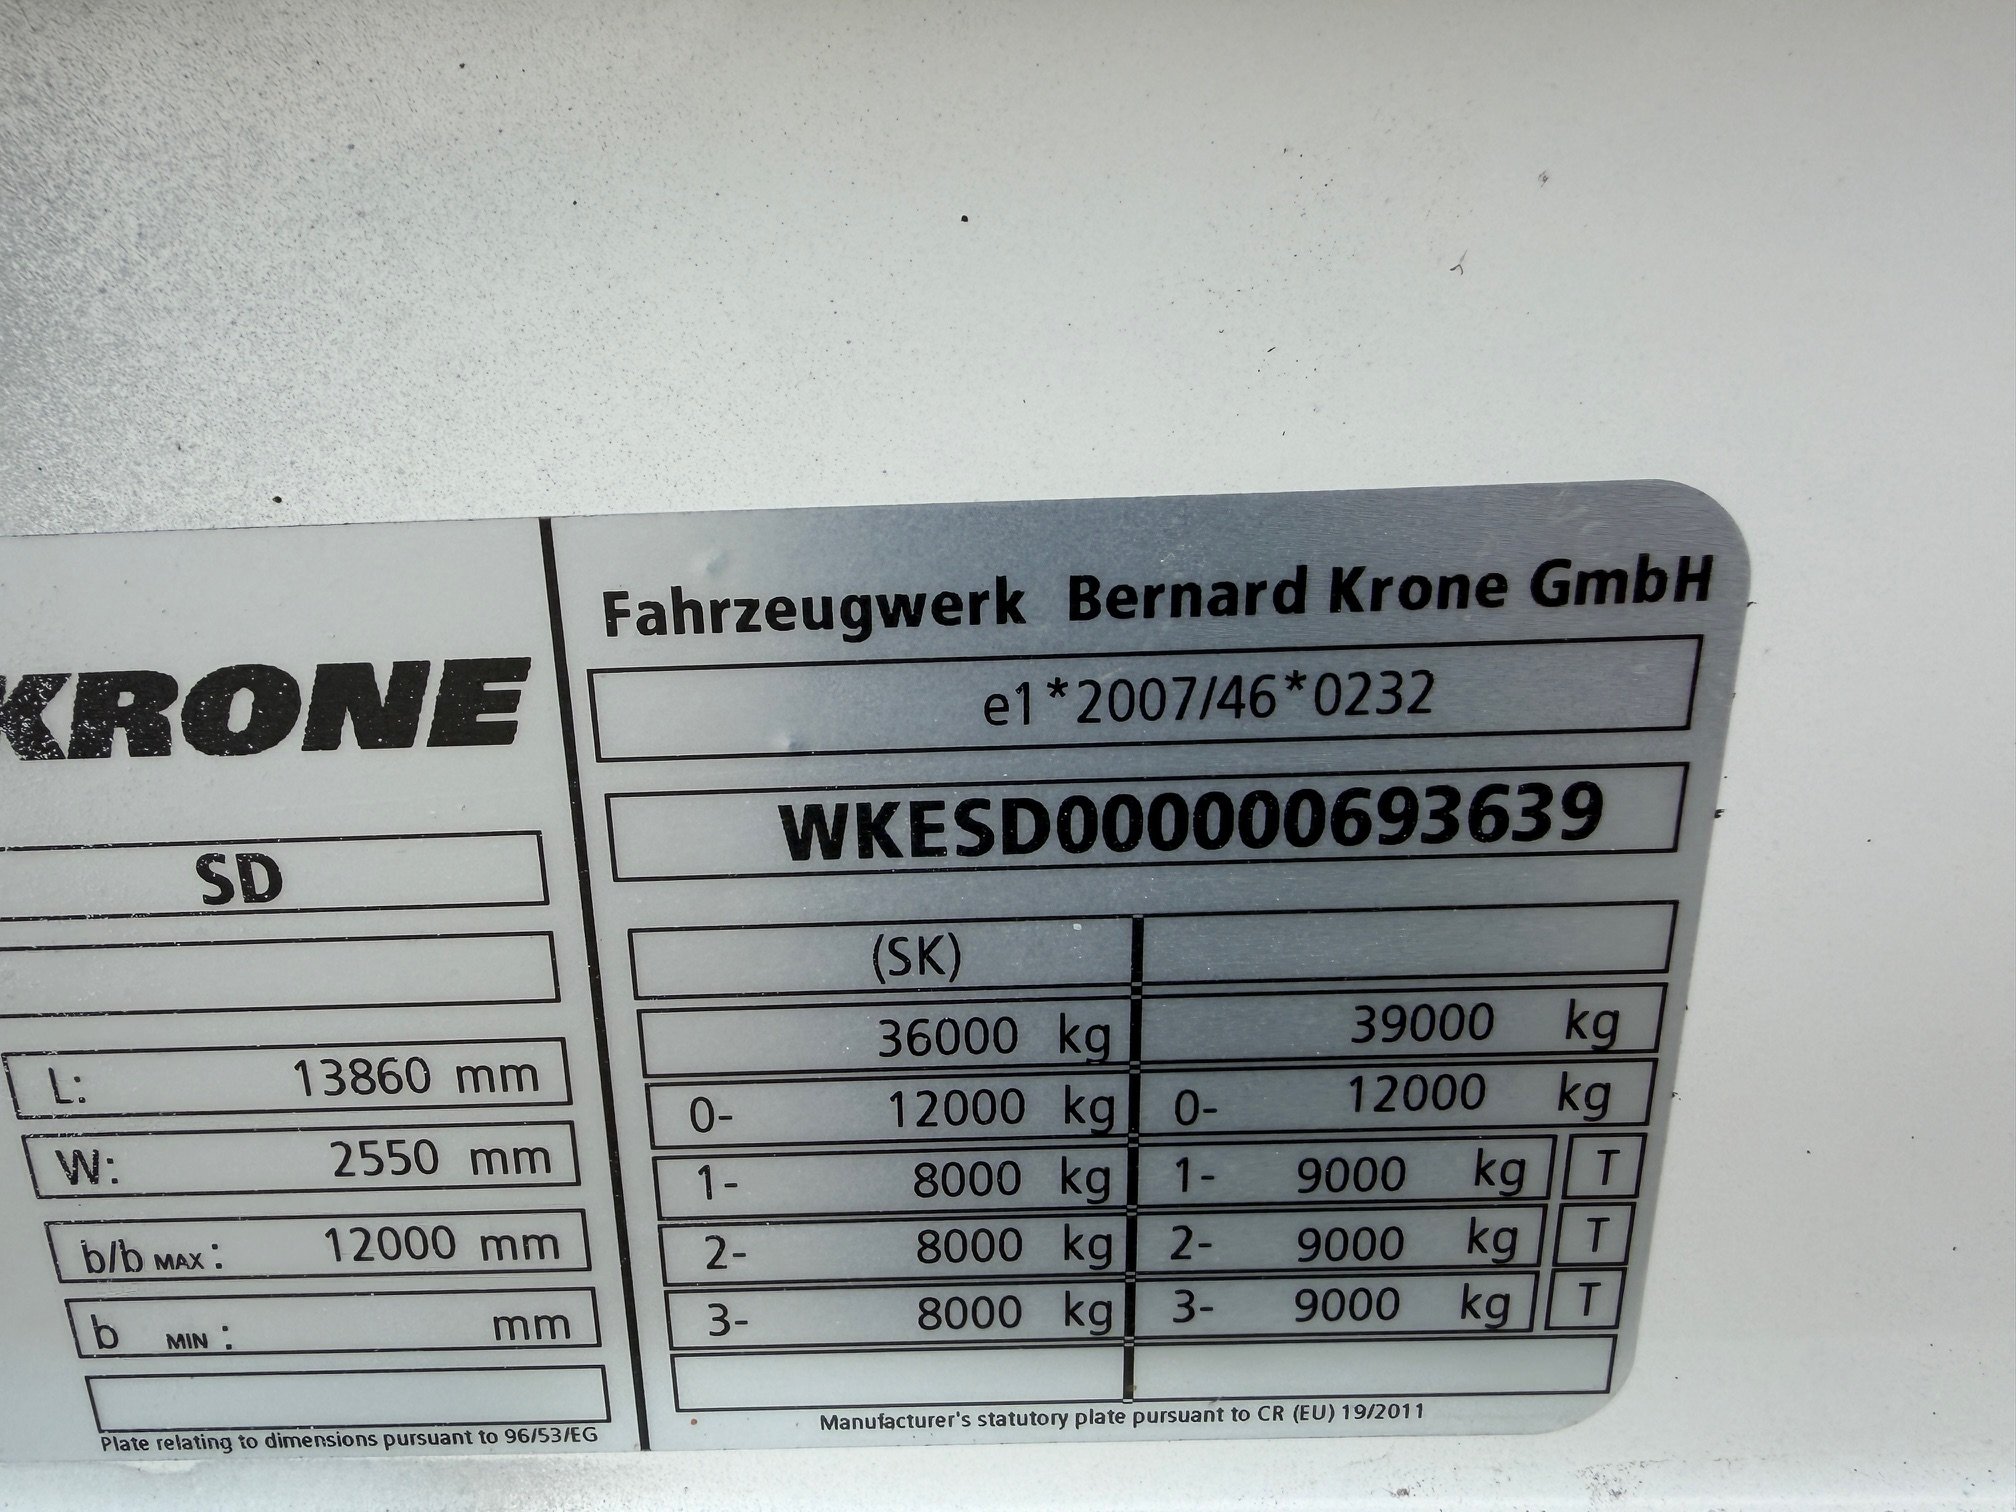 KRONE
SD
L: 13860 mm
W: 2550 mm
b/b MAX: 12000 mm
b MIN: mm
Plate relating to dimensions pursuant to 96/53/EG
Fahrzeugwerk Bernard Krone GmbH
e1*2007/46*0232
WKESD000000693639
(SK)
36000 kg 39000 kg
0- 12000 kg 0- 12000 kg
1- 8000 kg 1- 9000 kg T
2- 8000 kg 2- 9000 kg T
3- 8000 kg 3- 9000 kg T
Manufacturer's statutory plate pursuant to CR (EU) 19/2011